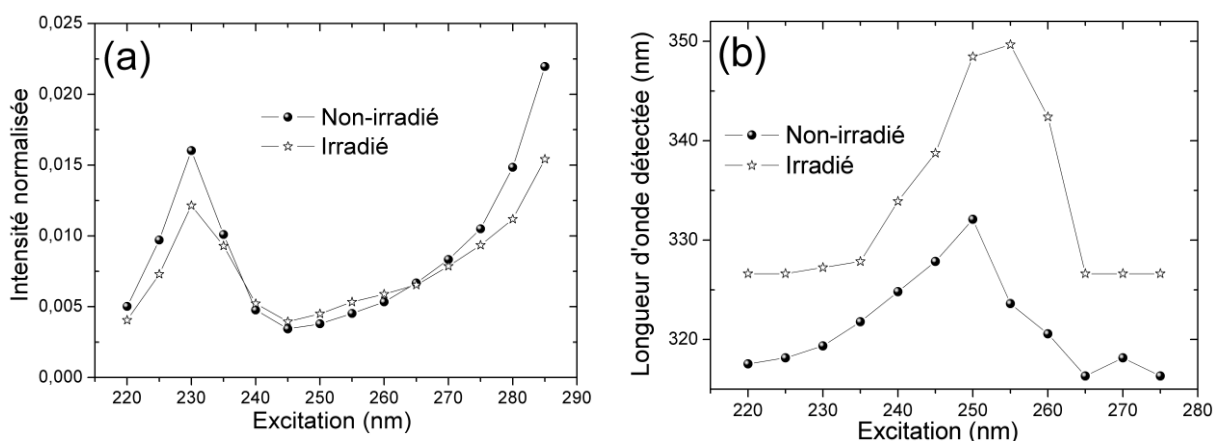 (a)
Intensité normalisée
0,025
0,020
0,015
0,010
0,005
0,000
Non-irradié
Irradié
220 230 240 250 260 270 280 290
Excitation (nm)
(b)
Longueur d'onde détectée (nm)
350
340
330
320
Non-irradié
Irradié
220 230 240 250 260 270 280
Excitation (nm)